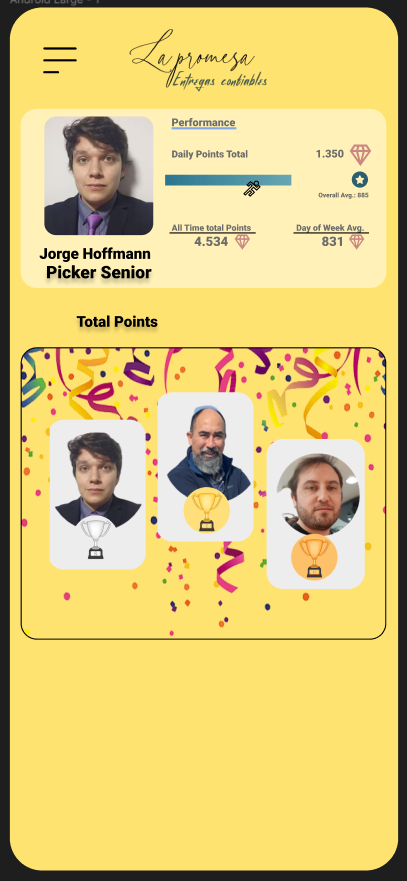 Android Large - 1
La promesa
Entregas confiables
Performance
Daily Points Total
1.350
Overall Avg.: 885
All Time total Points
4.534
Day of Week Avg.
831
Jorge Hoffmann
Picker Senior
Total Points